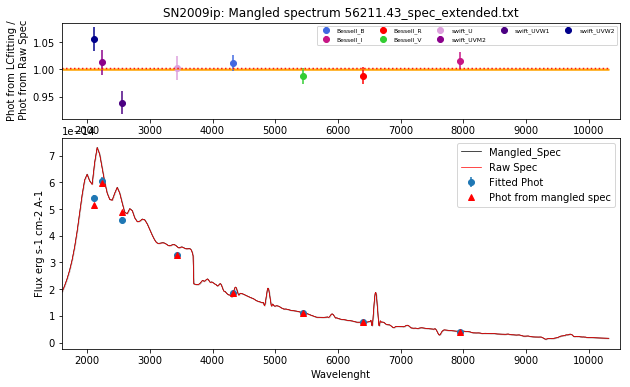 SN2009ip: Mangled spectrum 56211.43_spec_extended.txt
Phot from LCfitting /
Phot from Raw Spec
1.05
1.00
0.95
Bessell_B
Bessell_I
Bessell_R
Bessell_V
swift_U
swift_UVM2
swift_UVW1
swift_UVW2
2000 3000 4000 5000 6000 7000 8000 9000 10000
1e-14
Flux erg s-1 cm-2 A-1
7
6
5
4
3
2
1
0
Mangled_Spec
Raw Spec
Fitted Phot
Phot from mangled spec
2000 3000 4000 5000 6000 7000 8000 9000 10000
Wavelenght